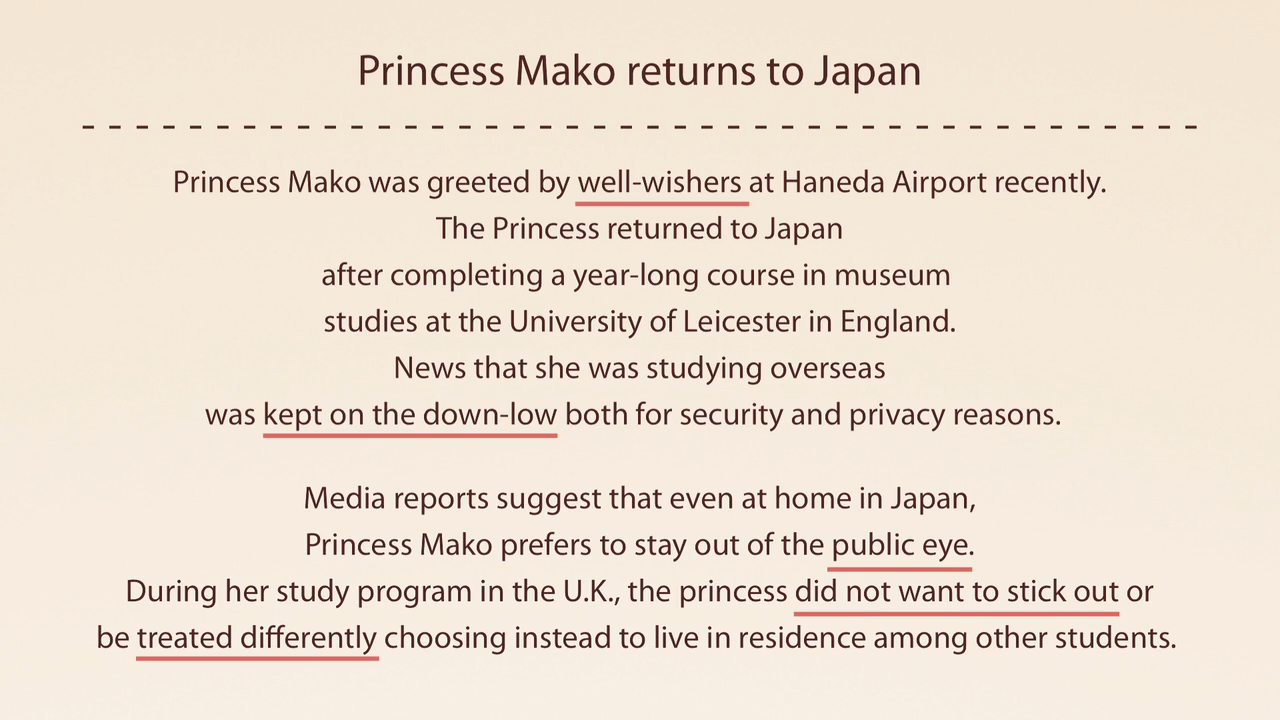 Princess Mako returns to Japan
Princess Mako was greeted by well-wishers at Haneda Airport recently.
The Princess returned to Japan
after completing a year-long course in museum
studies at the University of Leicester in England.
News that she was studying overseas
was kept on the down-low both for security and privacy reasons.
Media reports suggest that even at home in Japan,
Princess Mako prefers to stay out of the public eye.
During her study program in the U.K., the princess did not want to stick out or
be treated differently choosing instead to live in residence among other students.